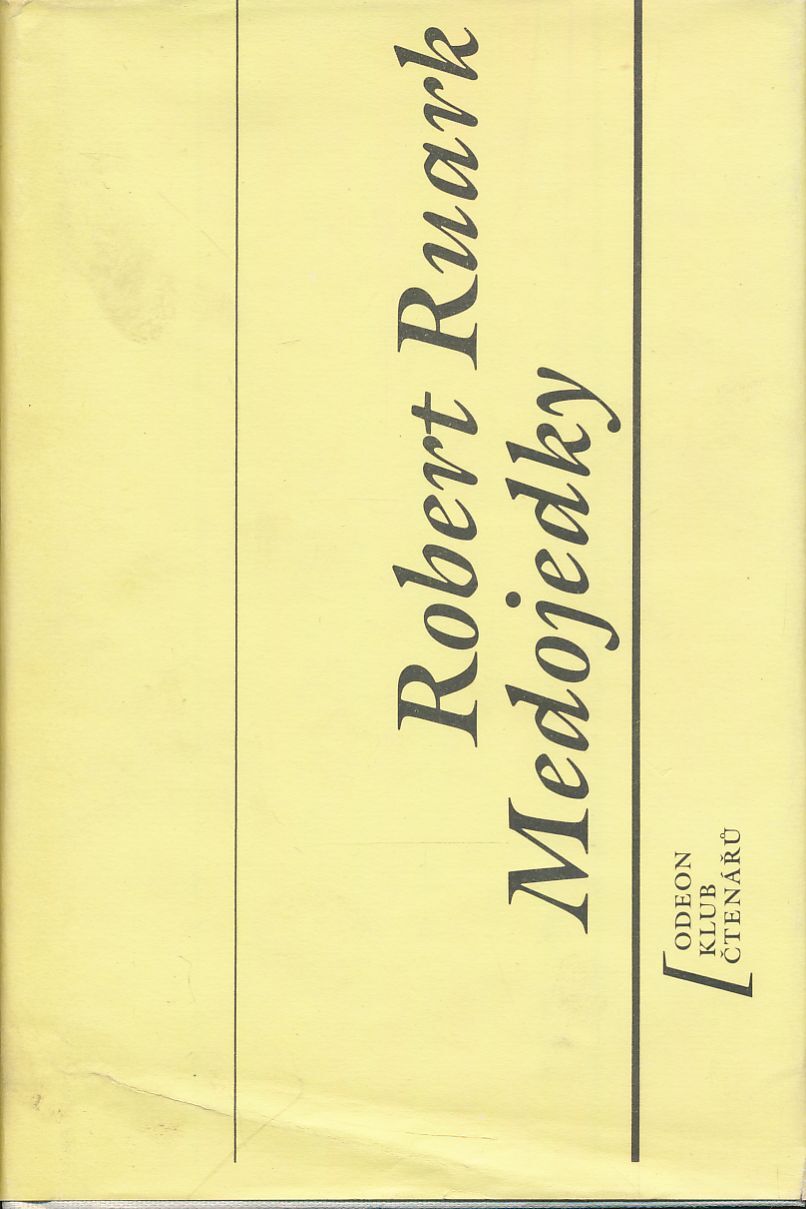 Robert Ruark
Medojedky
ODEON
KLUB
ČTENÁŘŮ